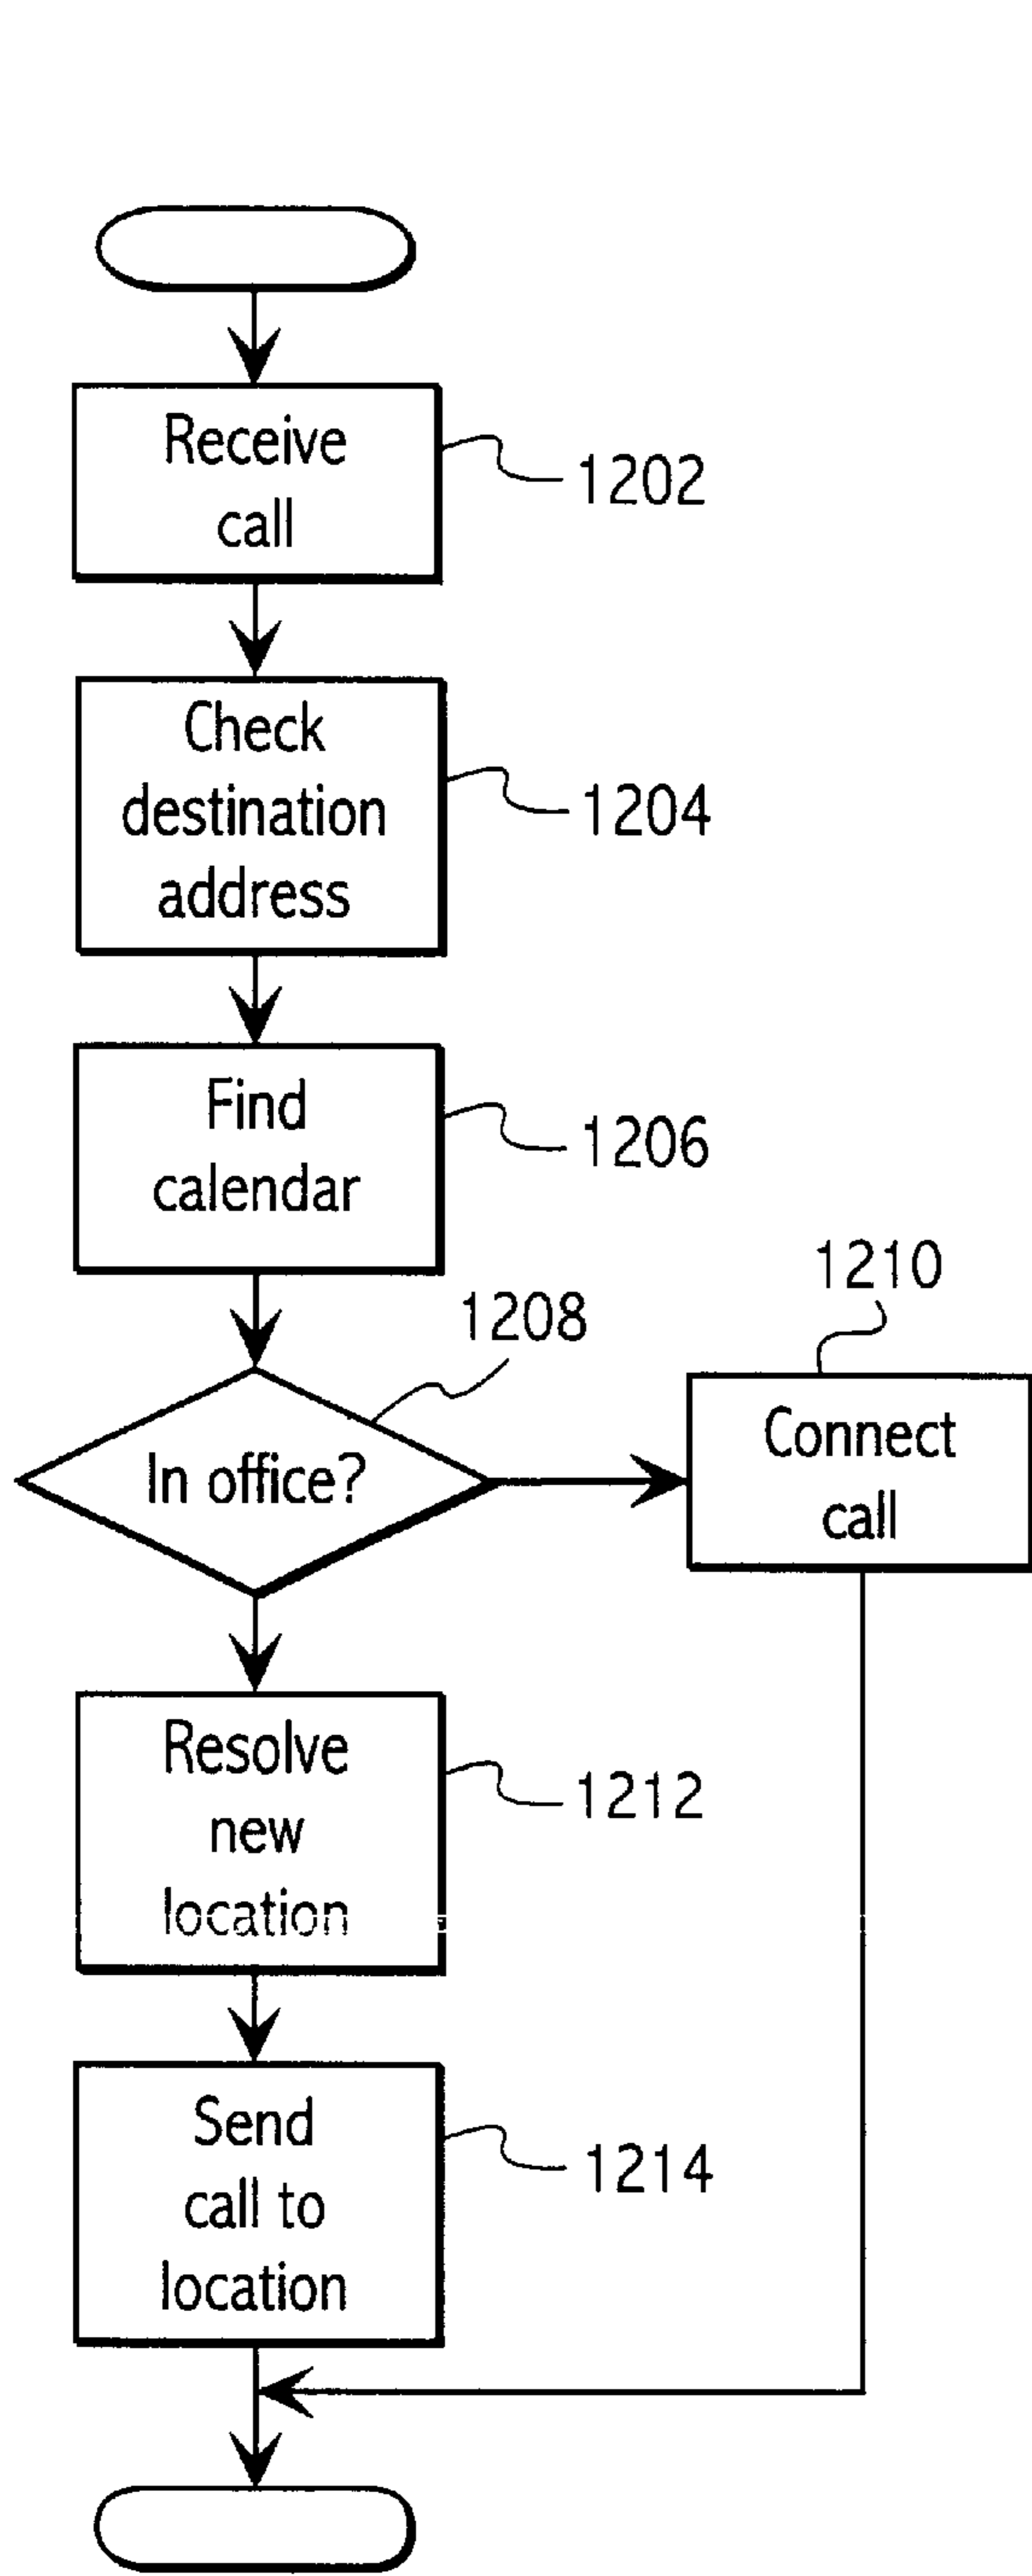 Receive
call
1202
Check
destination
address
1204
Find
calendar
1206
1208
In office?
1210
Connect
call
Resolve
new
location
1212
Send
call to
location
1214